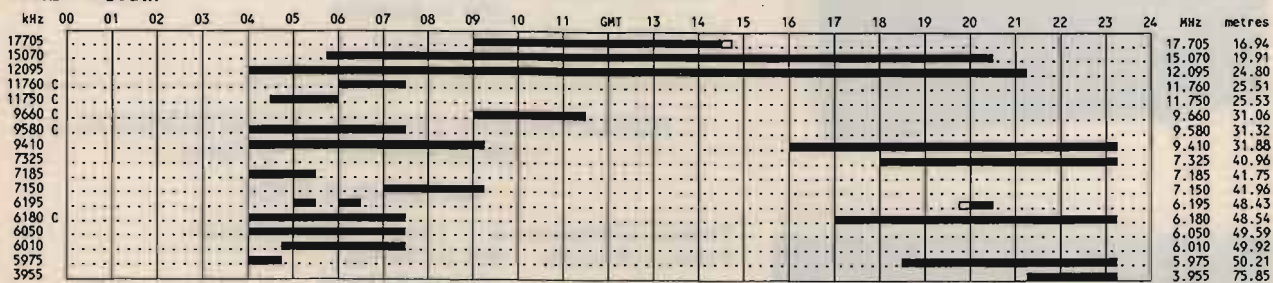 kHz 00 01 02 03 04 05 06 07 08 09 10 11 GMT 13 14 15 16 17 18 19 20 21 22 23 24 MHz metres
17705 17.705 16.94
15070 15.070 19.91
12095 12.095 24.80
11760 C 11.760 25.51
11750 C 11.750 25.53
9660 C 9.660 31.06
9580 C 9.580 31.32
9410 9.410 31.88
7325 7.325 40.96
7185 7.185 41.75
7150 7.150 41.96
6195 6.195 48.43
6180 C 6.180 48.54
6050 6.050 49.59
6010 6.010 49.92
5975 5.975 50.21
3955 3.955 75.85